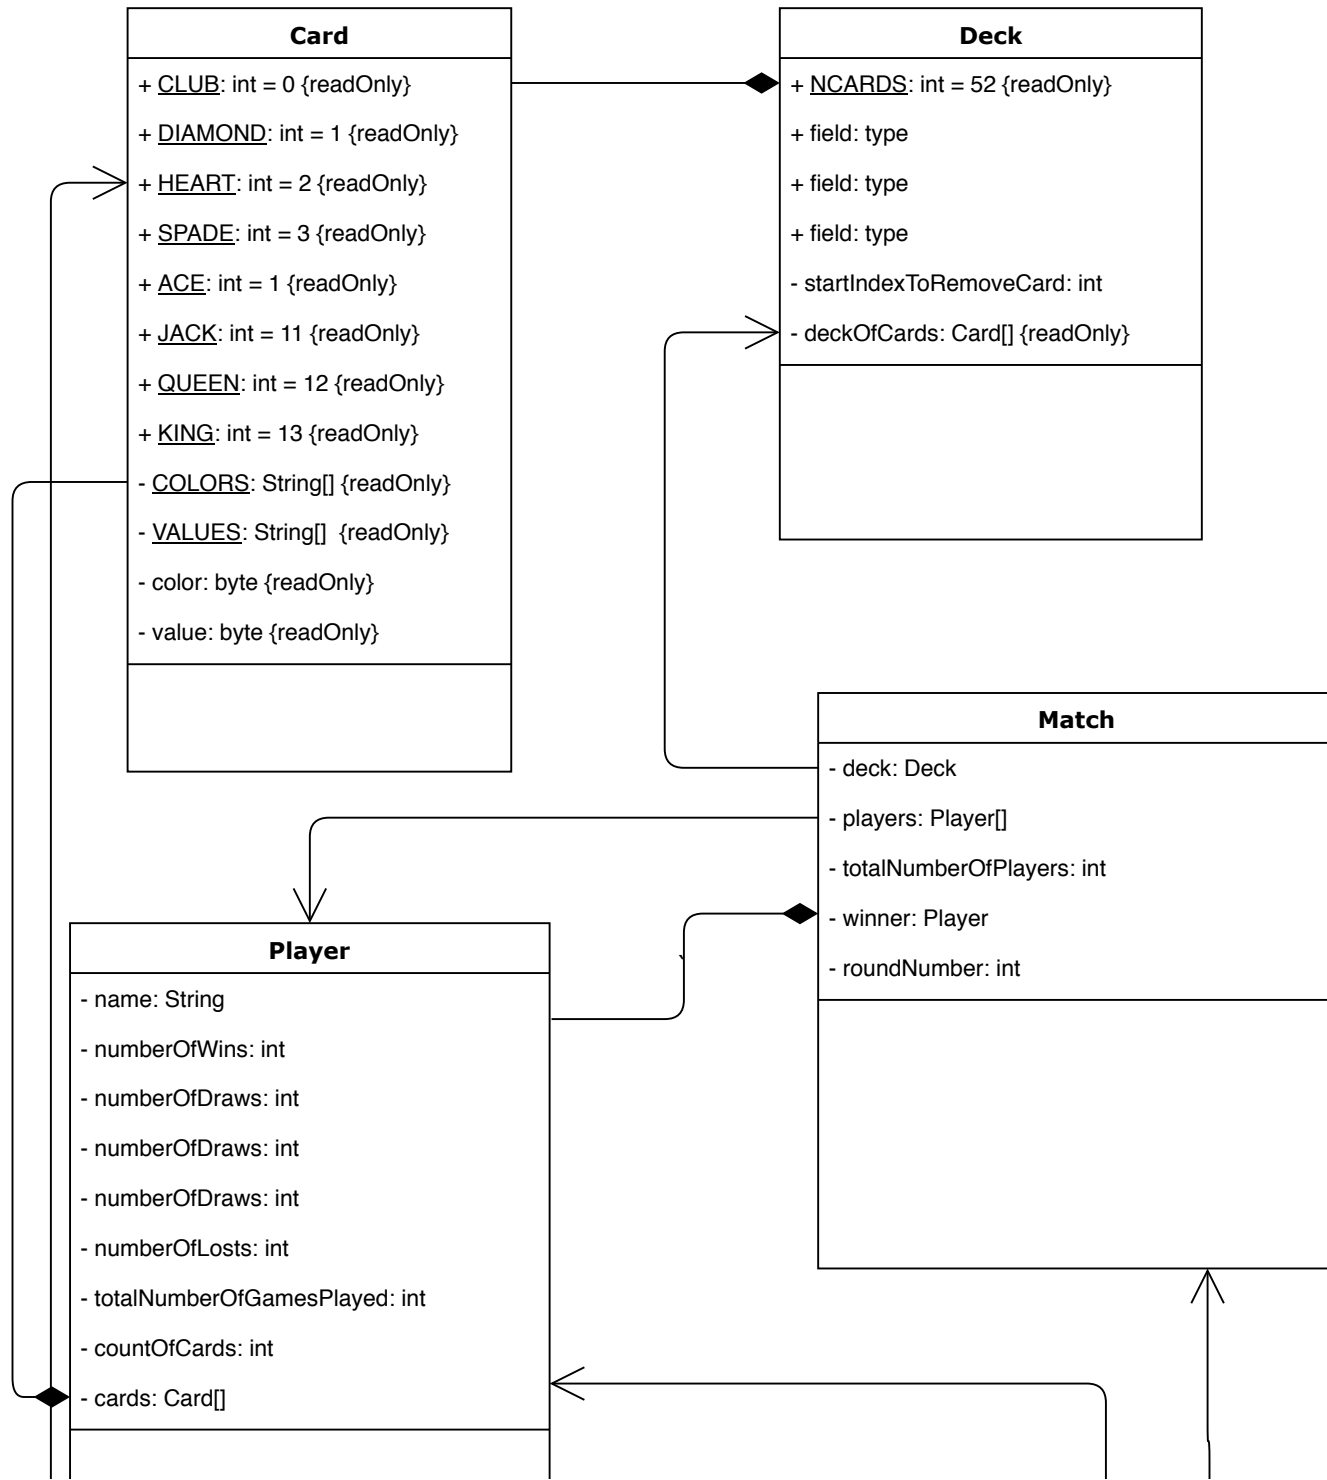 Card
+ CLUB: int = 0 {readOnly}
+ DIAMOND: int = 1 {readOnly}
+ HEART: int = 2 {readOnly}
+ SPADE: int = 3 {readOnly}
+ ACE: int = 1 {readOnly}
+ JACK: int = 11 {readOnly}
+ QUEEN: int = 12 {readOnly}
+ KING: int = 13 {readOnly}
- COLORS: String[] {readOnly}
- VALUES: String[]  {readOnly}
- color: byte {readOnly}
- value: byte {readOnly}
Deck
+ NCARDS: int = 52 {readOnly}
+ field: type
+ field: type
+ field: type
- startIndexToRemoveCard: int
- deckOfCards: Card[] {readOnly}
Match
- deck: Deck
- players: Player[]
- totalNumberOfPlayers: int
- winner: Player
- roundNumber: int
Player
- name: String
- numberOfWins: int
- numberOfDraws: int
- numberOfDraws: int
- numberOfDraws: int
- numberOfLosts: int
- totalNumberOfGamesPlayed: int
- countOfCards: int
- cards: Card[]